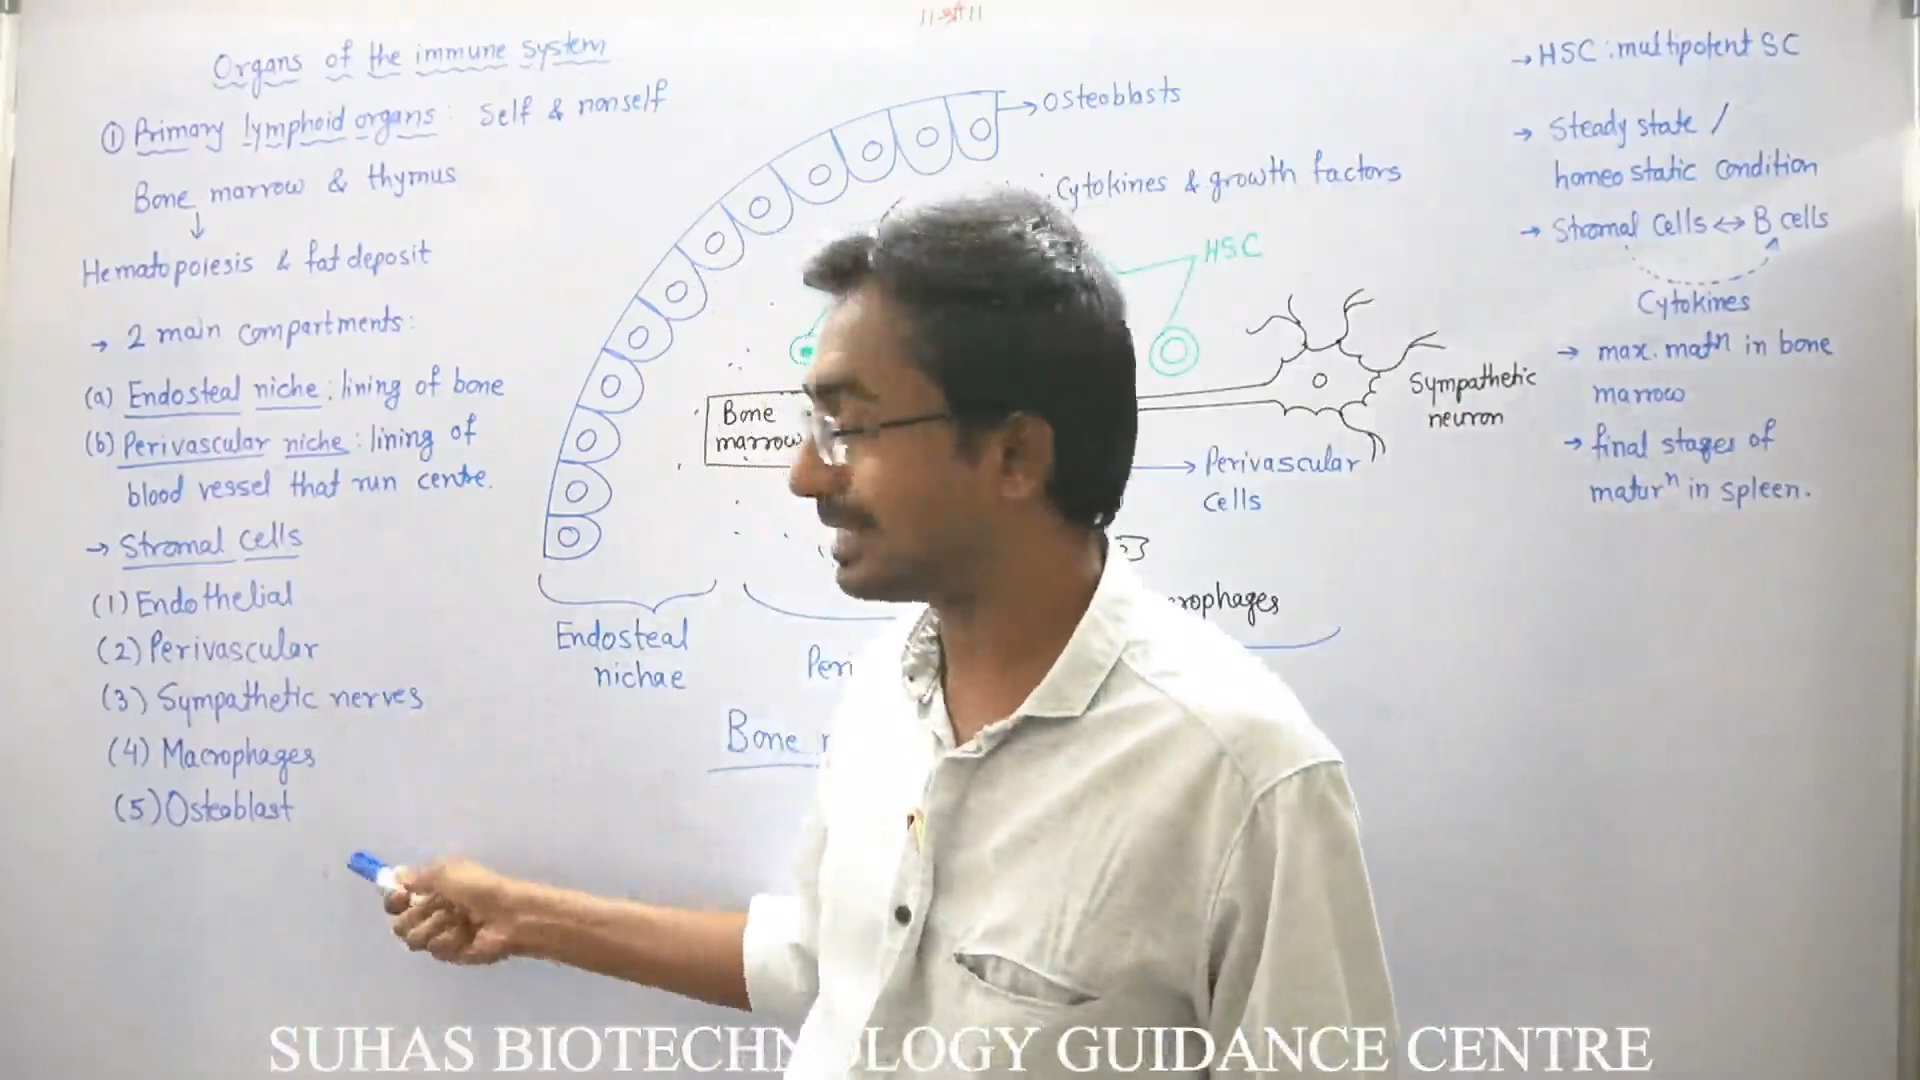 ॥श्री॥
Organs of the immune system
① Primary lymphoid organs: Self & nonself
Bone marrow & thymus
↓
Hematopoiesis & fat deposit
→ 2 main compartments:
(a) Endosteal niche: lining of bone
(b) Perivascular niche: lining of
blood vessel that run centre.
→ Stromal cells
(1) Endothelial
(2) Perivascular
(3) Sympathetic nerves
(4) Macrophages
(5) Osteoblast
→ Osteoblasts
Cytokines & growth factors
HSC
Bone
marrow
Sympathetic
neuron
→ Perivascular
cells
rophages
Endosteal
nichae
Peri
Bone
→ HSC: multipotent SC
→ Steady state /
homeostatic condition
→ Stromal cells ↔ B cells
Cytokines
→ max. matⁿ in bone
marrow
→ final stages of
maturⁿ in spleen.
SUHAS BIOTECHNOLOGY GUIDANCE CENTRE